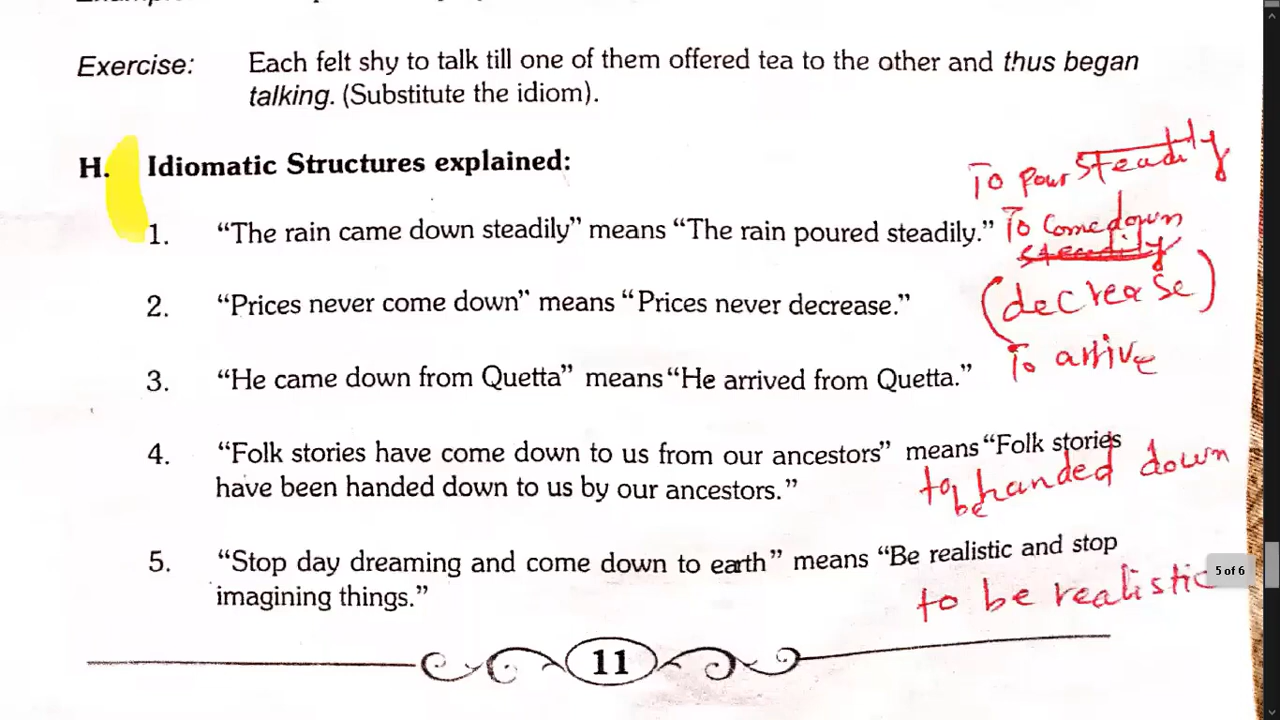 Exercise: Each felt shy to talk till one of them offered tea to the other and thus began
talking. (Substitute the idiom).
H. Idiomatic Structures explained:
To pour steadily
1. “The rain came down steadily” means “The rain poured steadily.” To come down
steadily
2. “Prices never come down” means “Prices never decrease.” (decrease)
3. “He came down from Quetta” means “He arrived from Quetta.” To arrive
4. “Folk stories have come down to us from our ancestors” means “Folk stories
have been handed down to us by our ancestors.” to be handed down
5. “Stop day dreaming and come down to earth” means “Be realistic and stop
imagining things.” to be realistic
5 of 6
11